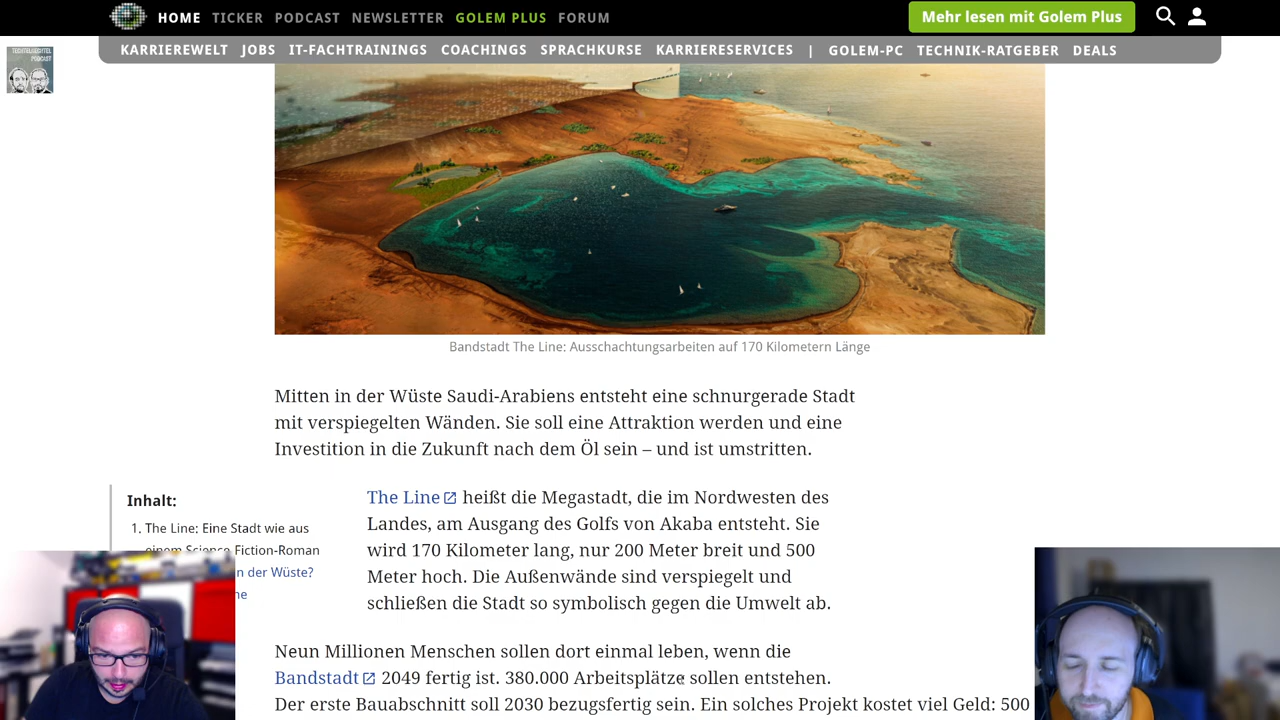 HOME TICKER PODCAST NEWSLETTER GOLEM PLUS FORUM
Mehr lesen mit Golem Plus
KARRIEREWELT JOBS IT-FACHTRAININGS COACHINGS SPRACHKURSE KARRIERESERVICES | GOLEM-PC TECHNIK-RATGEBER DEALS
PODCAST
Bandstadt The Line: Ausschachtungsarbeiten auf 170 Kilometern Länge
Mitten in der Wüste Saudi-Arabiens entsteht eine schnurgerade Stadt
mit verspiegelten Wänden. Sie soll eine Attraktion werden und eine
Investition in die Zukunft nach dem Öl sein – und ist umstritten.
Inhalt:
1. The Line: Eine Stadt wie aus
einem Science-Fiction-Roman
n der Wüste?
ne
The Line heißt die Megastadt, die im Nordwesten des
Landes, am Ausgang des Golfs von Akaba entsteht. Sie
wird 170 Kilometer lang, nur 200 Meter breit und 500
Meter hoch. Die Außenwände sind verspiegelt und
schließen die Stadt so symbolisch gegen die Umwelt ab.
Neun Millionen Menschen sollen dort einmal leben, wenn die
Bandstadt 2049 fertig ist. 380.000 Arbeitsplätze sollen entstehen.
Der erste Bauabschnitt soll 2030 bezugsfertig sein. Ein solches Projekt kostet viel Geld: 500